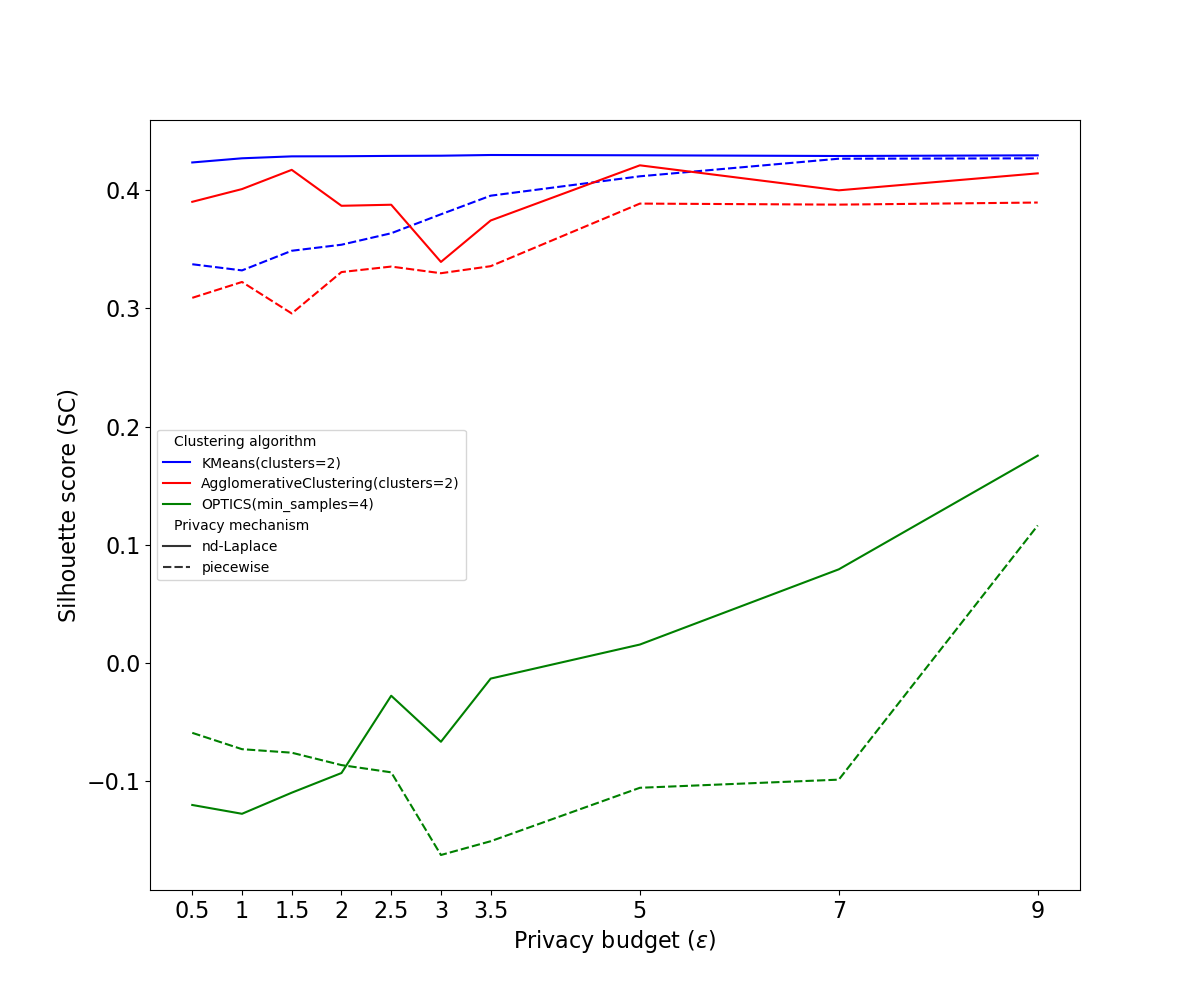 0.4
0.3
0.2
0.1
0.0
−0.1
Silhouette score (SC)
Clustering algorithm
KMeans(clusters=2)
AgglomerativeClustering(clusters=2)
OPTICS(min_samples=4)
Privacy mechanism
nd-Laplace
piecewise
0.5 1 1.5 2 2.5 3 3.5 5 7 9
Privacy budget (ε)